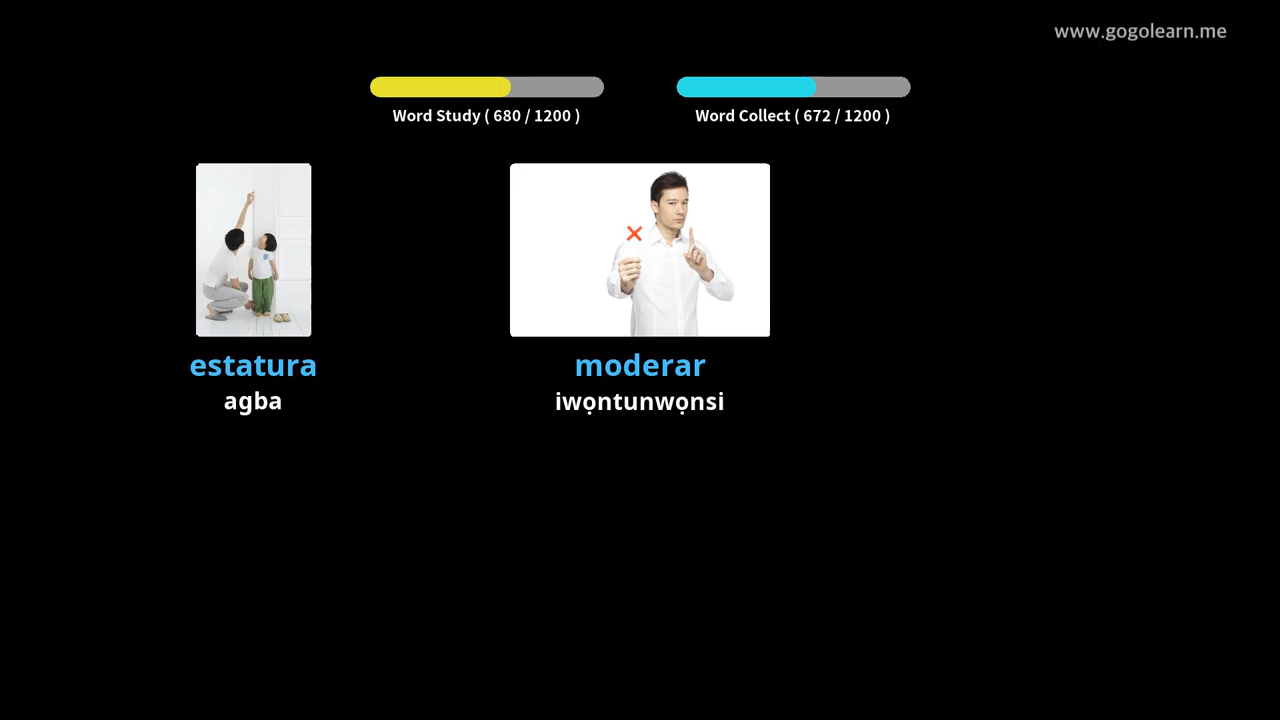 www.gogolearn.me
Word Study ( 680 / 1200 )
Word Collect ( 672 / 1200 )
estatura
agba
moderar
iwọntunwọnsi